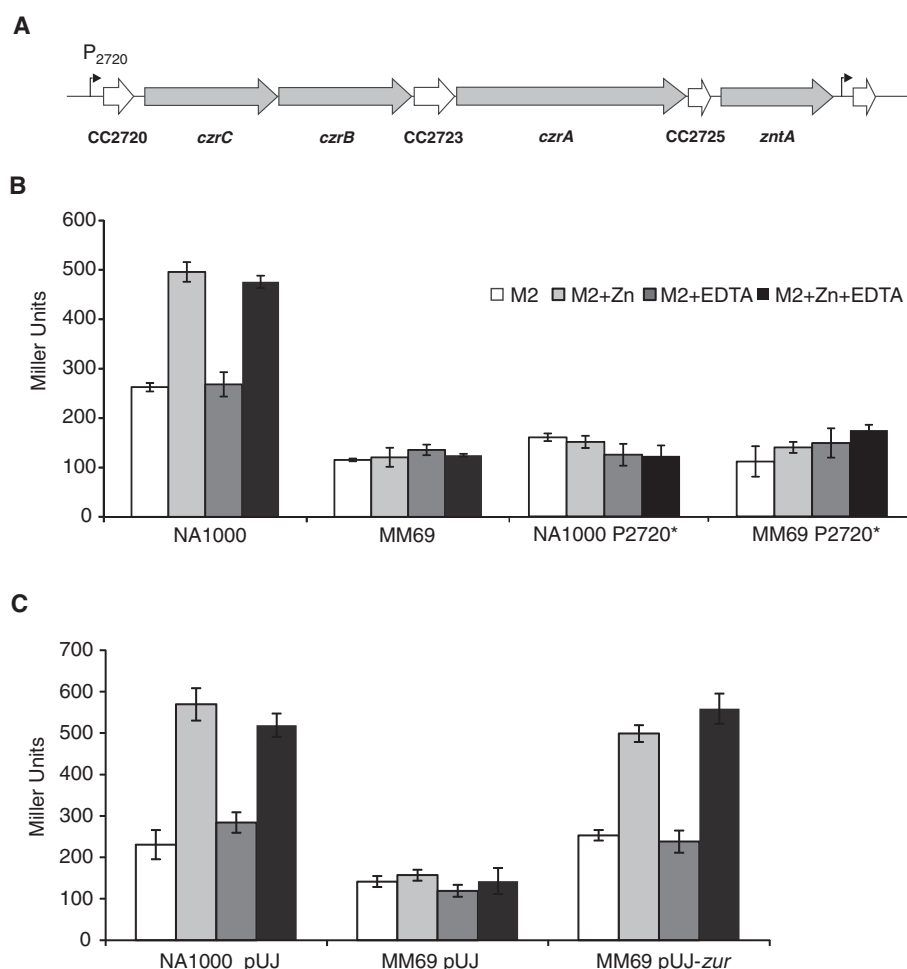 A
P2720
CC2720 czrC czrB CC2723 czrA CC2725 zntA
B
600
500
400
300
200
100
0
Miller Units
M2 M2+Zn M2+EDTA M2+Zn+EDTA
NA1000 MM69 NA1000 P2720* MM69 P2720*
C
700
600
500
400
300
200
100
0
Miller Units
NA1000 pUJ MM69 pUJ MM69 pUJ-zur